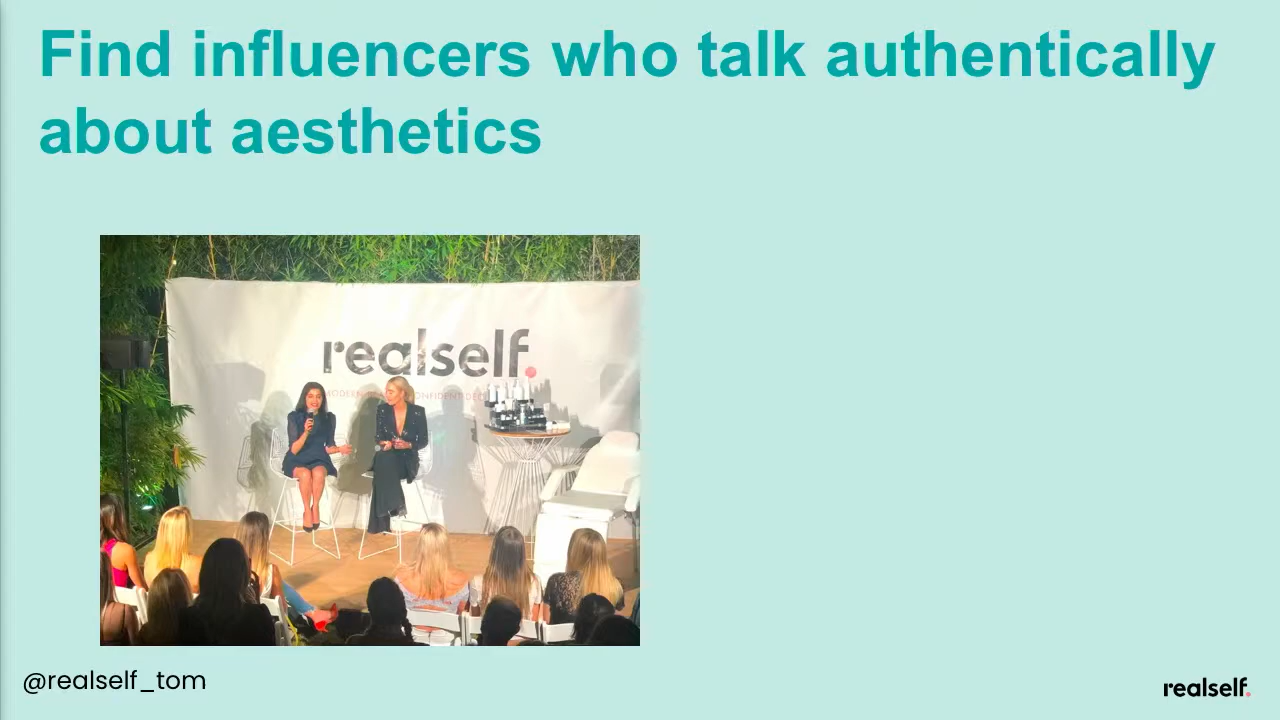 Find influencers who talk authentically
about aesthetics
realself.
@realself_tom
realself.